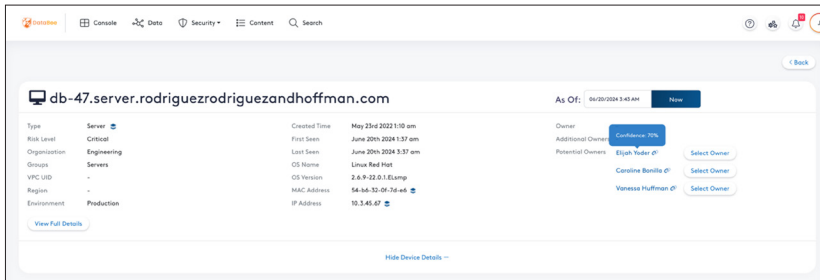 DataBee Console Data Security Content Search
< Back
db-47.server.rodriguezrodriguezandhoffman.com As Of: 06/20/2024 3:43 AM Now
Type Server Created Time May 23rd 2022 1:10 am Owner
Confidence: 70%
Risk Level Critical First Seen June 20th 2024 1:37 am Additional Owners
Organization Engineering Last Seen June 20th 2024 3:37 am Potential Owners Elijah Yoder Select Owner
Groups Servers OS Name Linux Red Hat
VPC UID - OS Version 2.6.9-22.0.1.ELsmp Caroline Bonilla Select Owner
Region - MAC Address 54-b6-32-0f-7d-e6
Environment Production IP Address 10.3.45.67 Vanessa Huffman Select Owner
View Full Details
Hide Device Details —